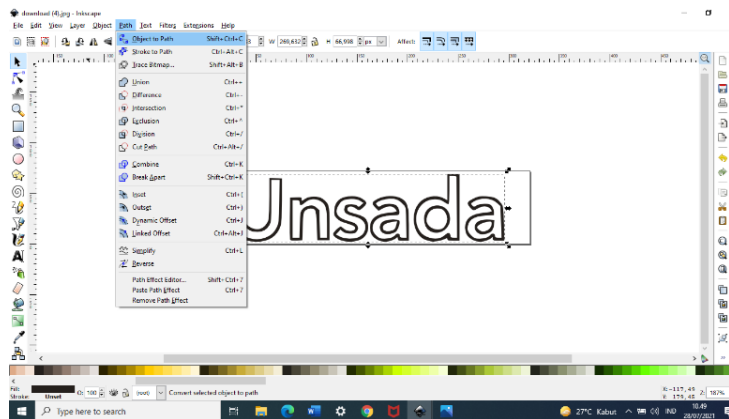 download (4).jpg - Inkscape
File Edit View Layer Object Path Text Filters Extensions Help
W 269,632 H 66,998 px Affect:
Object to Path Shift+Ctrl+C
Stroke to Path Ctrl+Alt+C
Trace Bitmap... Shift+Alt+B
Union Ctrl++
Difference Ctrl+-
Intersection Ctrl+*
Exclusion Ctrl+^
Division Ctrl+/
Cut Path Ctrl+Alt+/
Combine Ctrl+K
Break Apart Shift+Ctrl+K
Inset Ctrl+(
Outset Ctrl+)
Dynamic Offset Ctrl+J
Linked Offset Ctrl+Alt+J
Simplify Ctrl+L
Reverse
Path Effect Editor... Shift+Ctrl+7
Paste Path Effect Ctrl+7
Remove Path Effect
Unsada
Fill:
Stroke: Unset O: 100 (root) Convert selected object to path X: -117,49 Y: 179,48 Z: 187%
Type here to search 27°C Kabut IND 10.49
28/07/2021